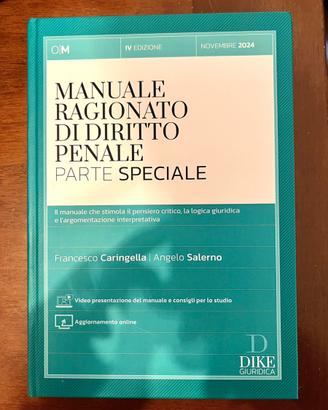 O|M
IV EDIZIONE
NOVEMBRE 2024
MANUALE
RAGIONATO
DI DIRITTO
PENALE
PARTE SPECIALE
Il manuale che stimola il pensiero critico, la logica giuridica
e l'argomentazione interpretativa
Francesco Caringella | Angelo Salerno
Video presentazione del manuale e consigli per lo studio
Aggiornamento online
D
DIKE
GIURIDICA